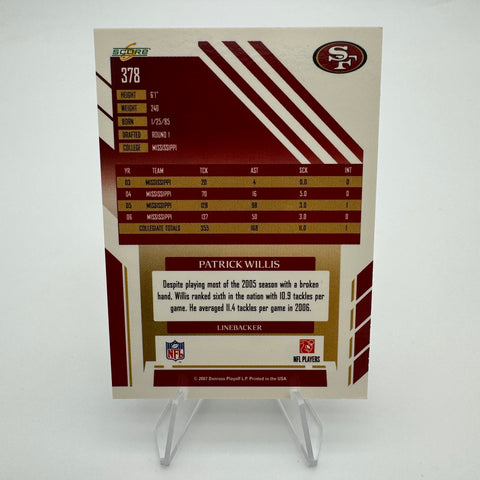 SCORE
SF
378
HEIGHT 6'1"
WEIGHT 240
BORN 1/25/85
DRAFTED ROUND 1
COLLEGE MISSISSIPPI
YR TEAM TCK AST SCK INT
03 MISSISSIPPI 20 4 0.0 0
04 MISSISSIPPI 70 16 5.0 0
05 MISSISSIPPI 128 98 3.0 1
06 MISSISSIPPI 137 50 3.0 0
COLLEGIATE TOTALS 355 168 11.0 1
PATRICK WILLIS
Despite playing most of the 2005 season with a broken
hand, Willis ranked sixth in the nation with 10.9 tackles per
game. He averaged 11.4 tackles per game in 2006.
LINEBACKER
NFL
NFL PLAYERS
© 2007 Donruss Playoff L.P. Printed in the USA